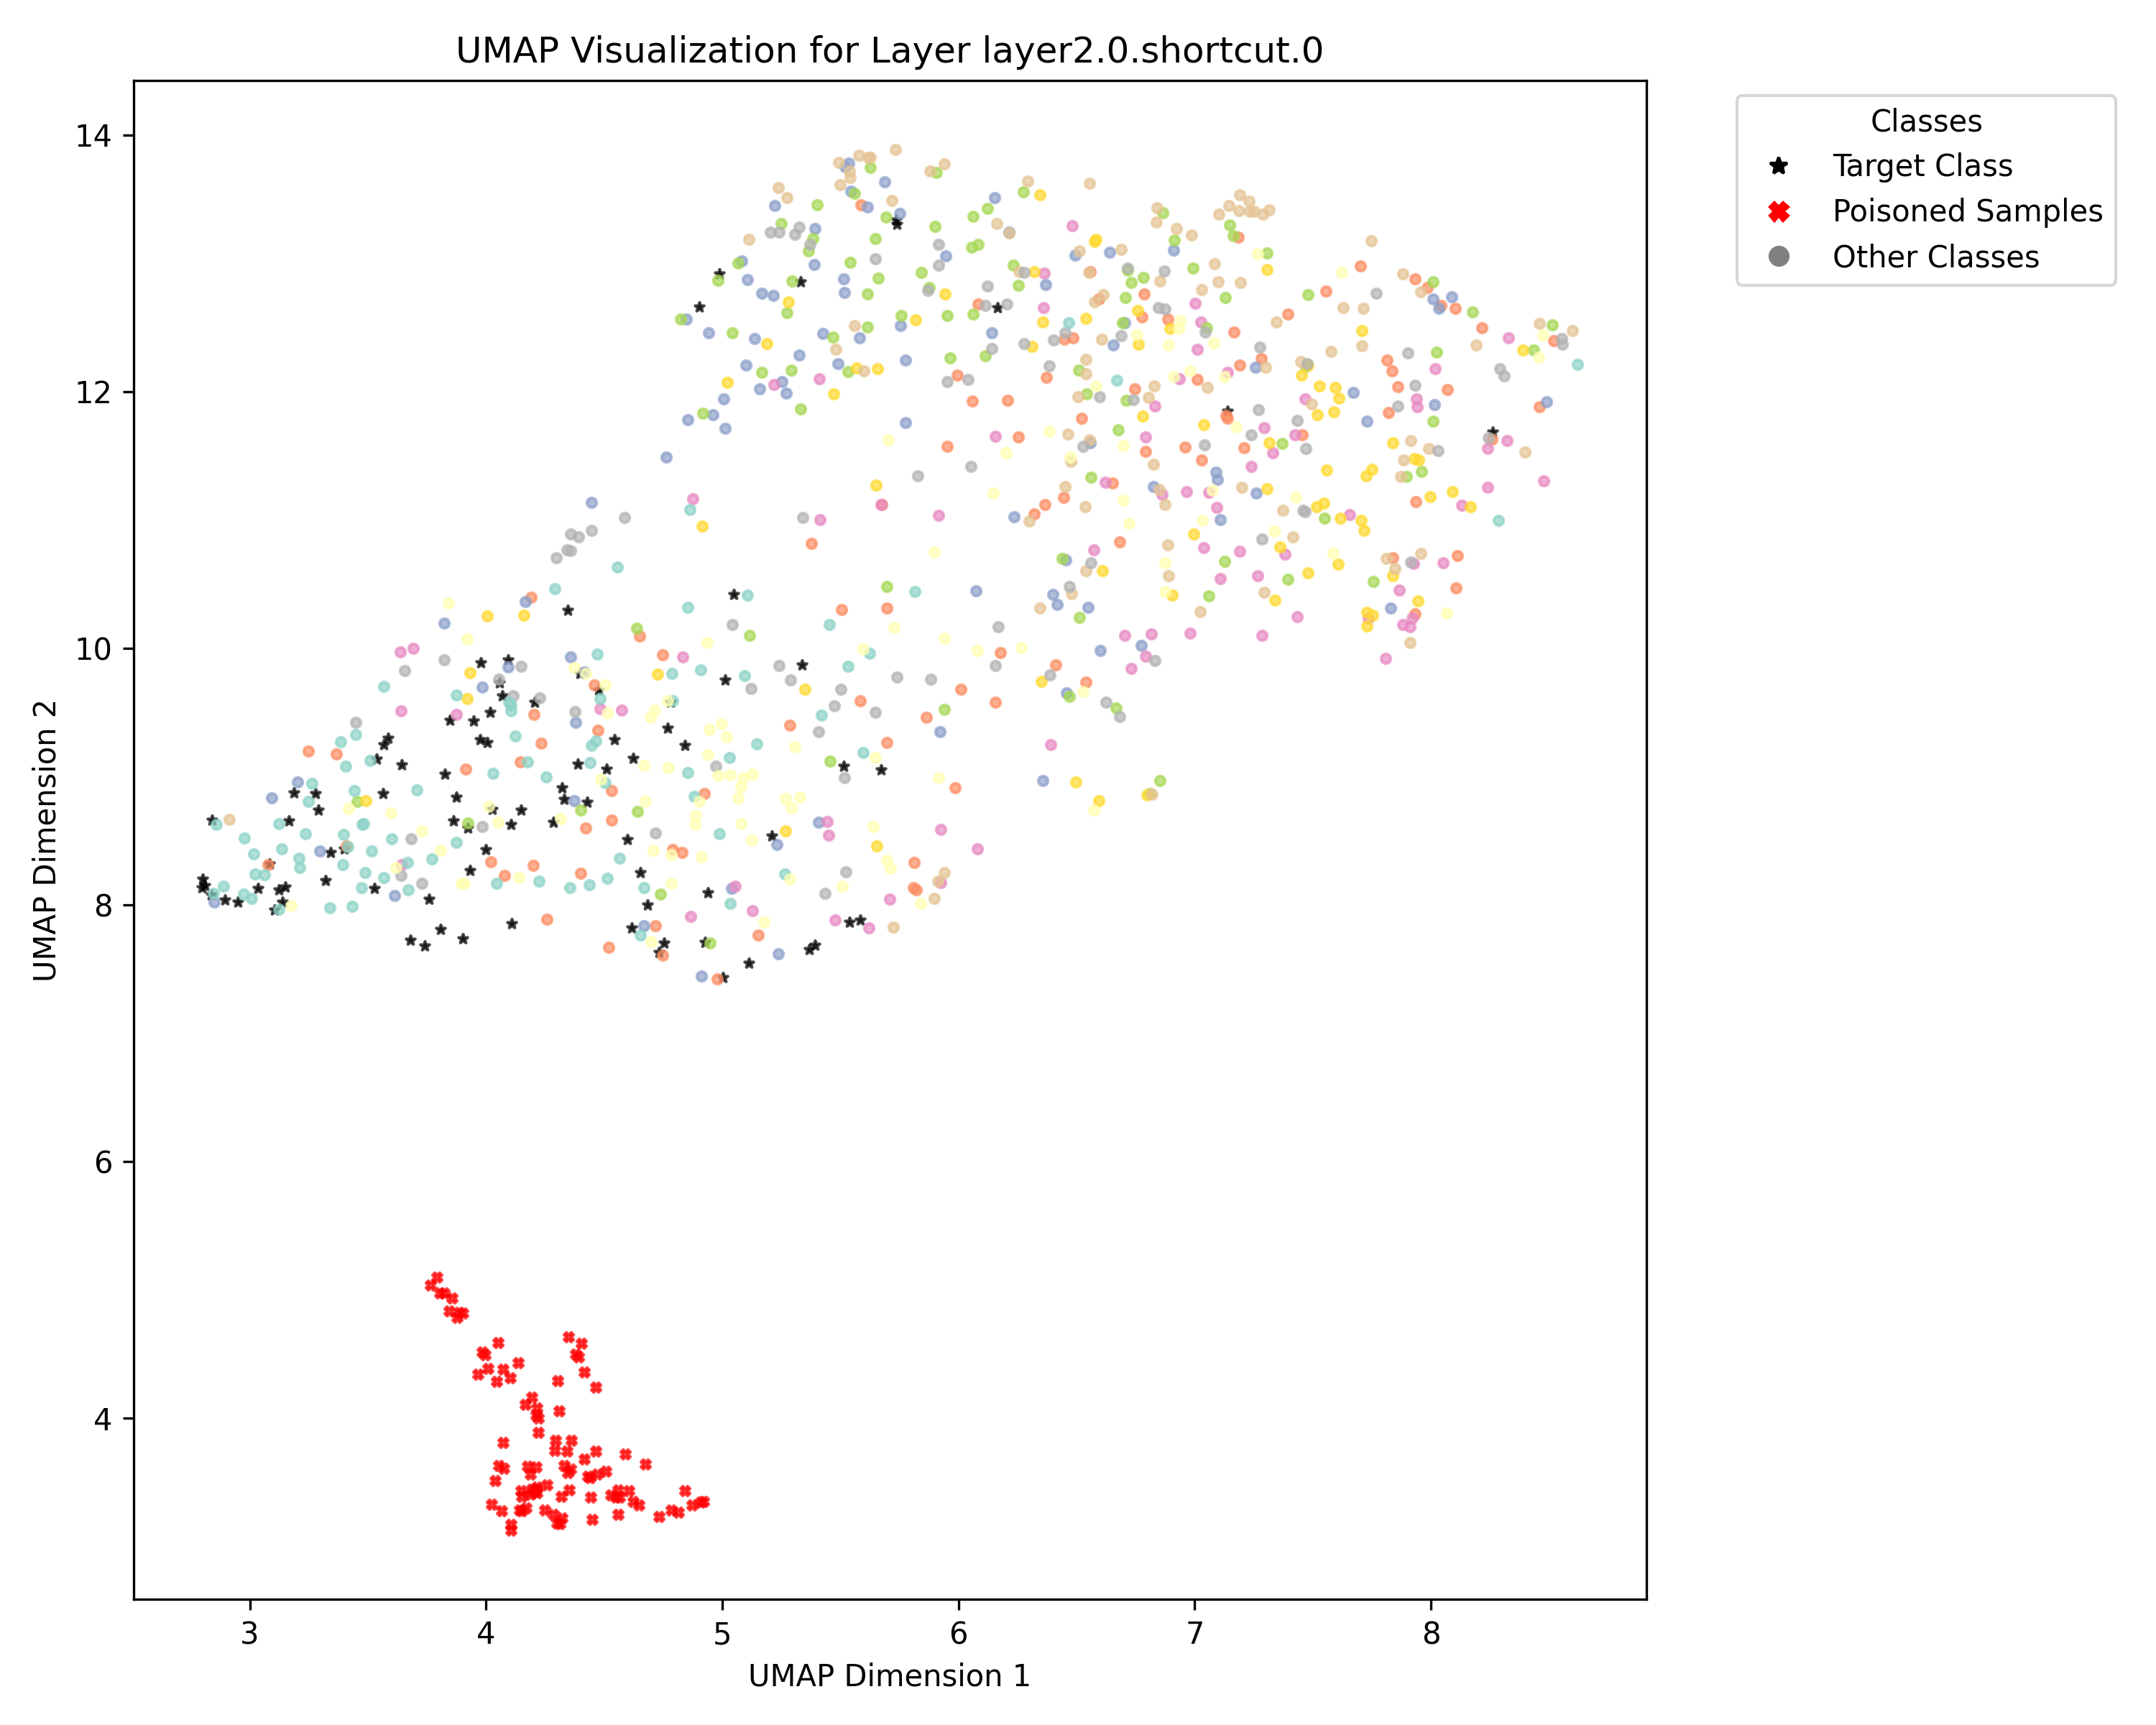 UMAP Visualization for Layer layer2.0.shortcut.0
Classes
Target Class
Poisoned Samples
Other Classes
14
12
10
8
6
4
UMAP Dimension 2
3 4 5 6 7 8
UMAP Dimension 1